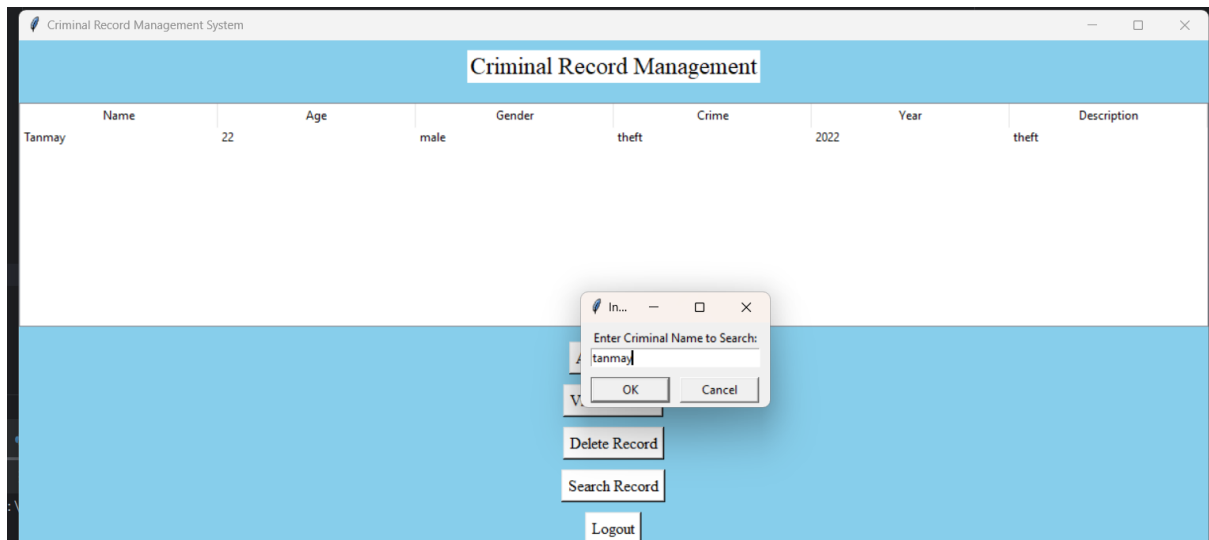 Criminal Record Management System
Criminal Record Management
Name Age Gender Crime Year Description
Tanmay 22 male theft 2022 theft
In...
Enter Criminal Name to Search:
tanmay
OK Cancel
Delete Record
Search Record
Logout